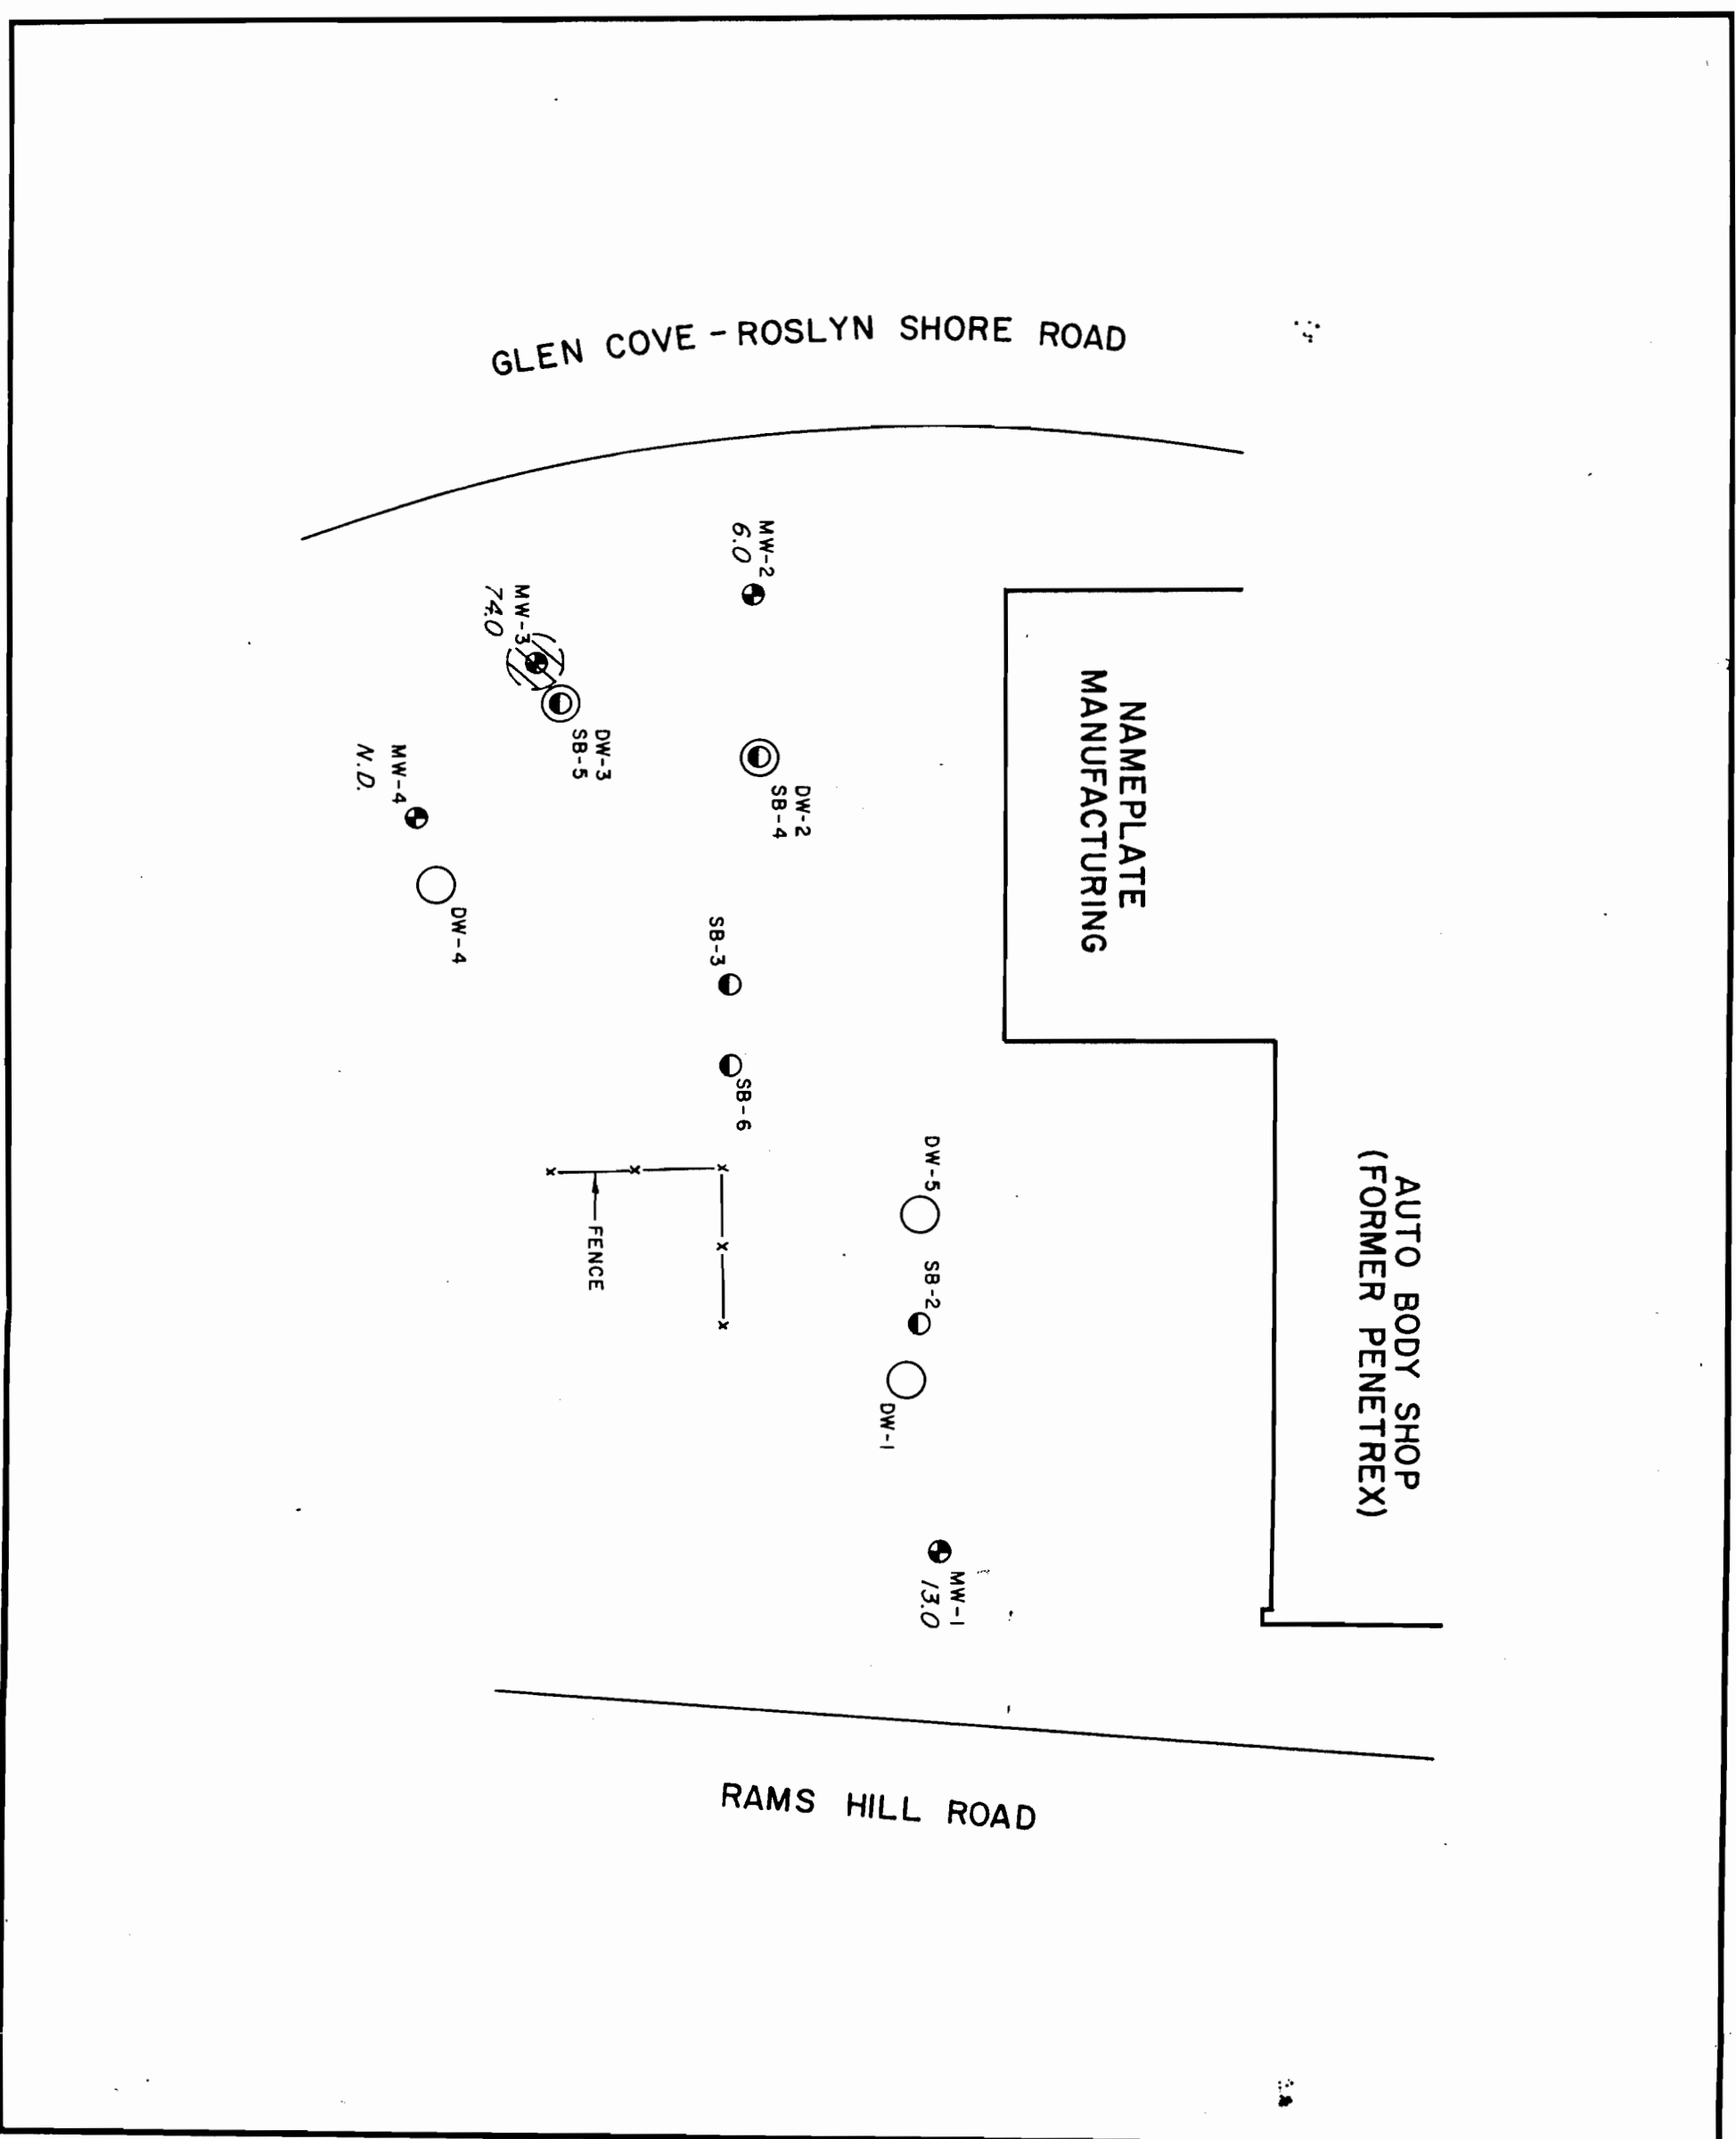 GLEN COVE - ROSLYN SHORE ROAD
MW-2
6.0
MW-3
74.0
DW-3
SB-5
DW-2
SB-4
MW-4
N.D.
DW-4
NAMEPLATE
MANUFACTURING
SB-3
SB-6
FENCE
DW-5
SB-2
DW-1
AUTO BODY SHOP
(FORMER PENETREX)
MW-1
13.0
RAMS HILL ROAD